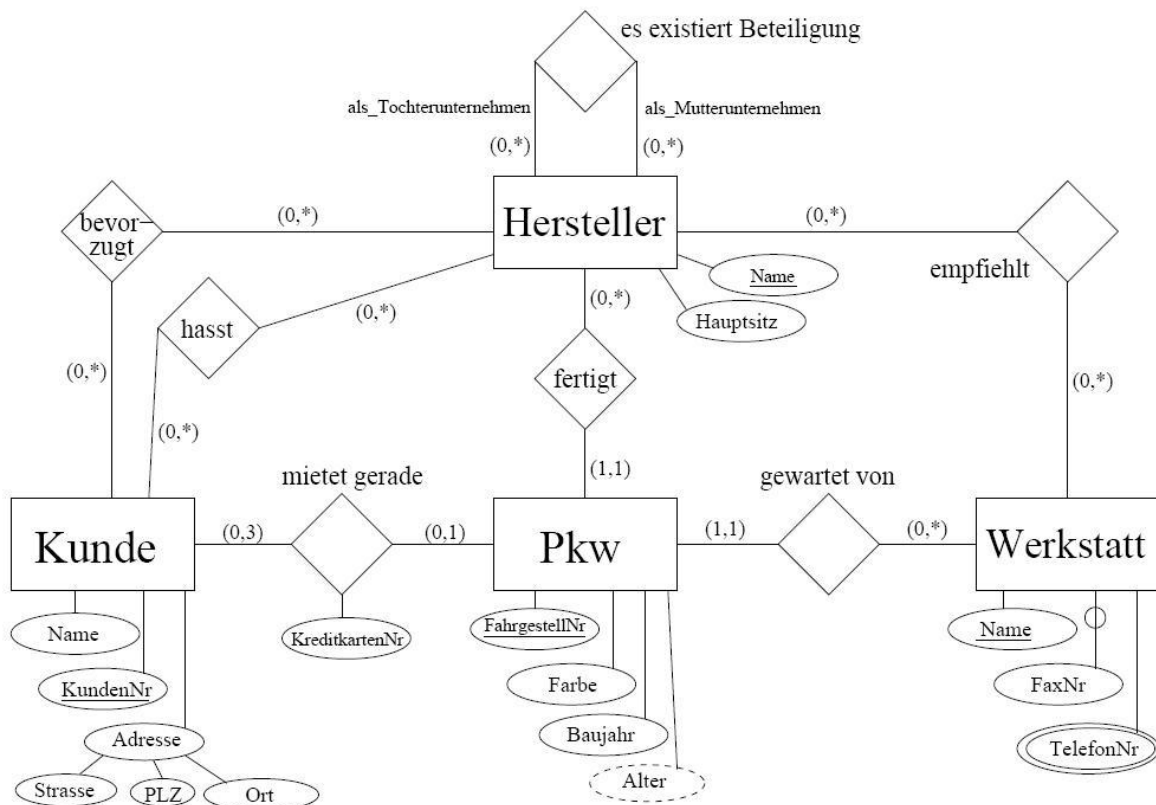 es existiert Beteiligung
als_Tochterunternehmen
als_Mutterunternehmen
(0,*)
(0,*)
bevor-
zugt
(0,*)
Hersteller
(0,*)
empfiehlt
Name
Hauptsitz
hasst
(0,*)
(0,*)
fertigt
(0,*)
(0,*)
(0,*)
(1,1)
mietet gerade
gewartet von
Kunde
(0,3)
(0,1)
Pkw
(1,1)
(0,*)
Werkstatt
Name
KundenNr
Adresse
Strasse
PLZ
Ort
KreditkartenNr
FahrgestellNr
Farbe
Baujahr
Alter
Name
FaxNr
TelefonNr